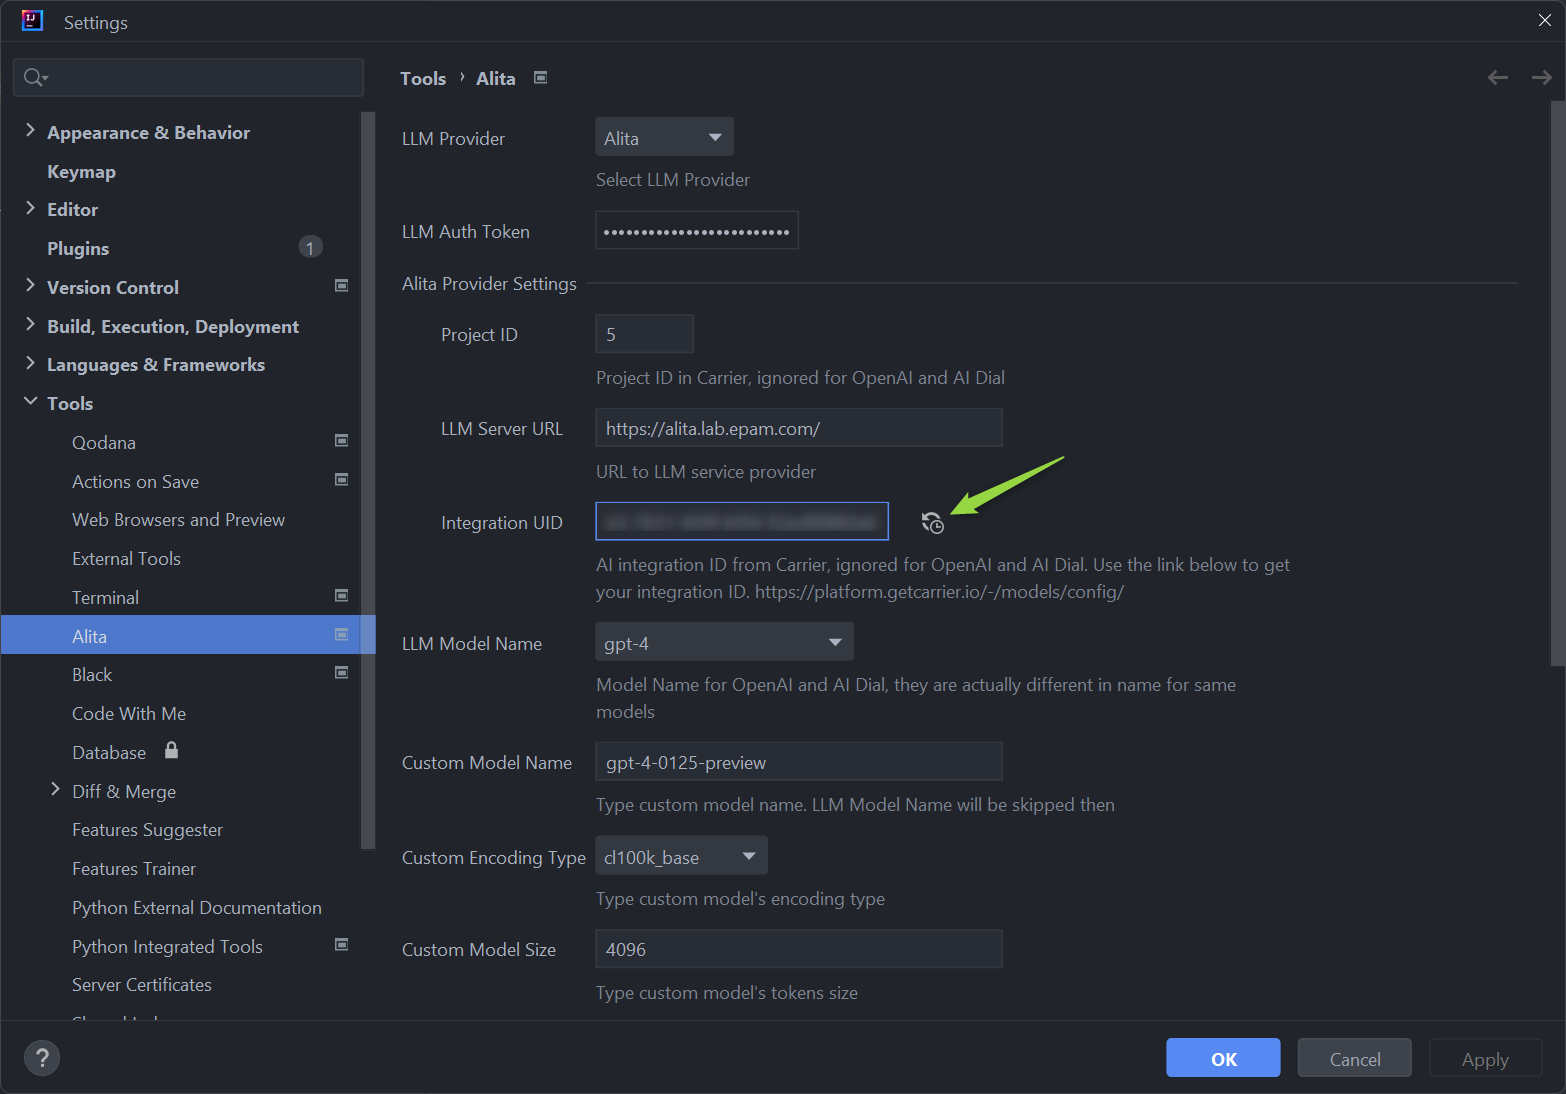 Settings
Tools › Alita
Appearance & Behavior
Keymap
Editor
Plugins 1
Version Control
Build, Execution, Deployment
Languages & Frameworks
Tools
Qodana
Actions on Save
Web Browsers and Preview
External Tools
Terminal
Alita
Black
Code With Me
Database
Diff & Merge
Features Suggester
Features Trainer
Python External Documentation
Python Integrated Tools
Server Certificates
LLM Provider Alita
Select LLM Provider
LLM Auth Token ••••••••••••••••••••••••
Alita Provider Settings
Project ID 5
Project ID in Carrier, ignored for OpenAI and AI Dial
LLM Server URL https://alita.lab.epam.com/
URL to LLM service provider
Integration UID
AI integration ID from Carrier, ignored for OpenAI and AI Dial. Use the link below to get
your integration ID. https://platform.getcarrier.io/-/models/config/
LLM Model Name gpt-4
Model Name for OpenAI and AI Dial, they are actually different in name for same
models
Custom Model Name gpt-4-0125-preview
Type custom model name. LLM Model Name will be skipped then
Custom Encoding Type cl100k_base
Type custom model's encoding type
Custom Model Size 4096
Type custom model's tokens size
?
OK Cancel Apply